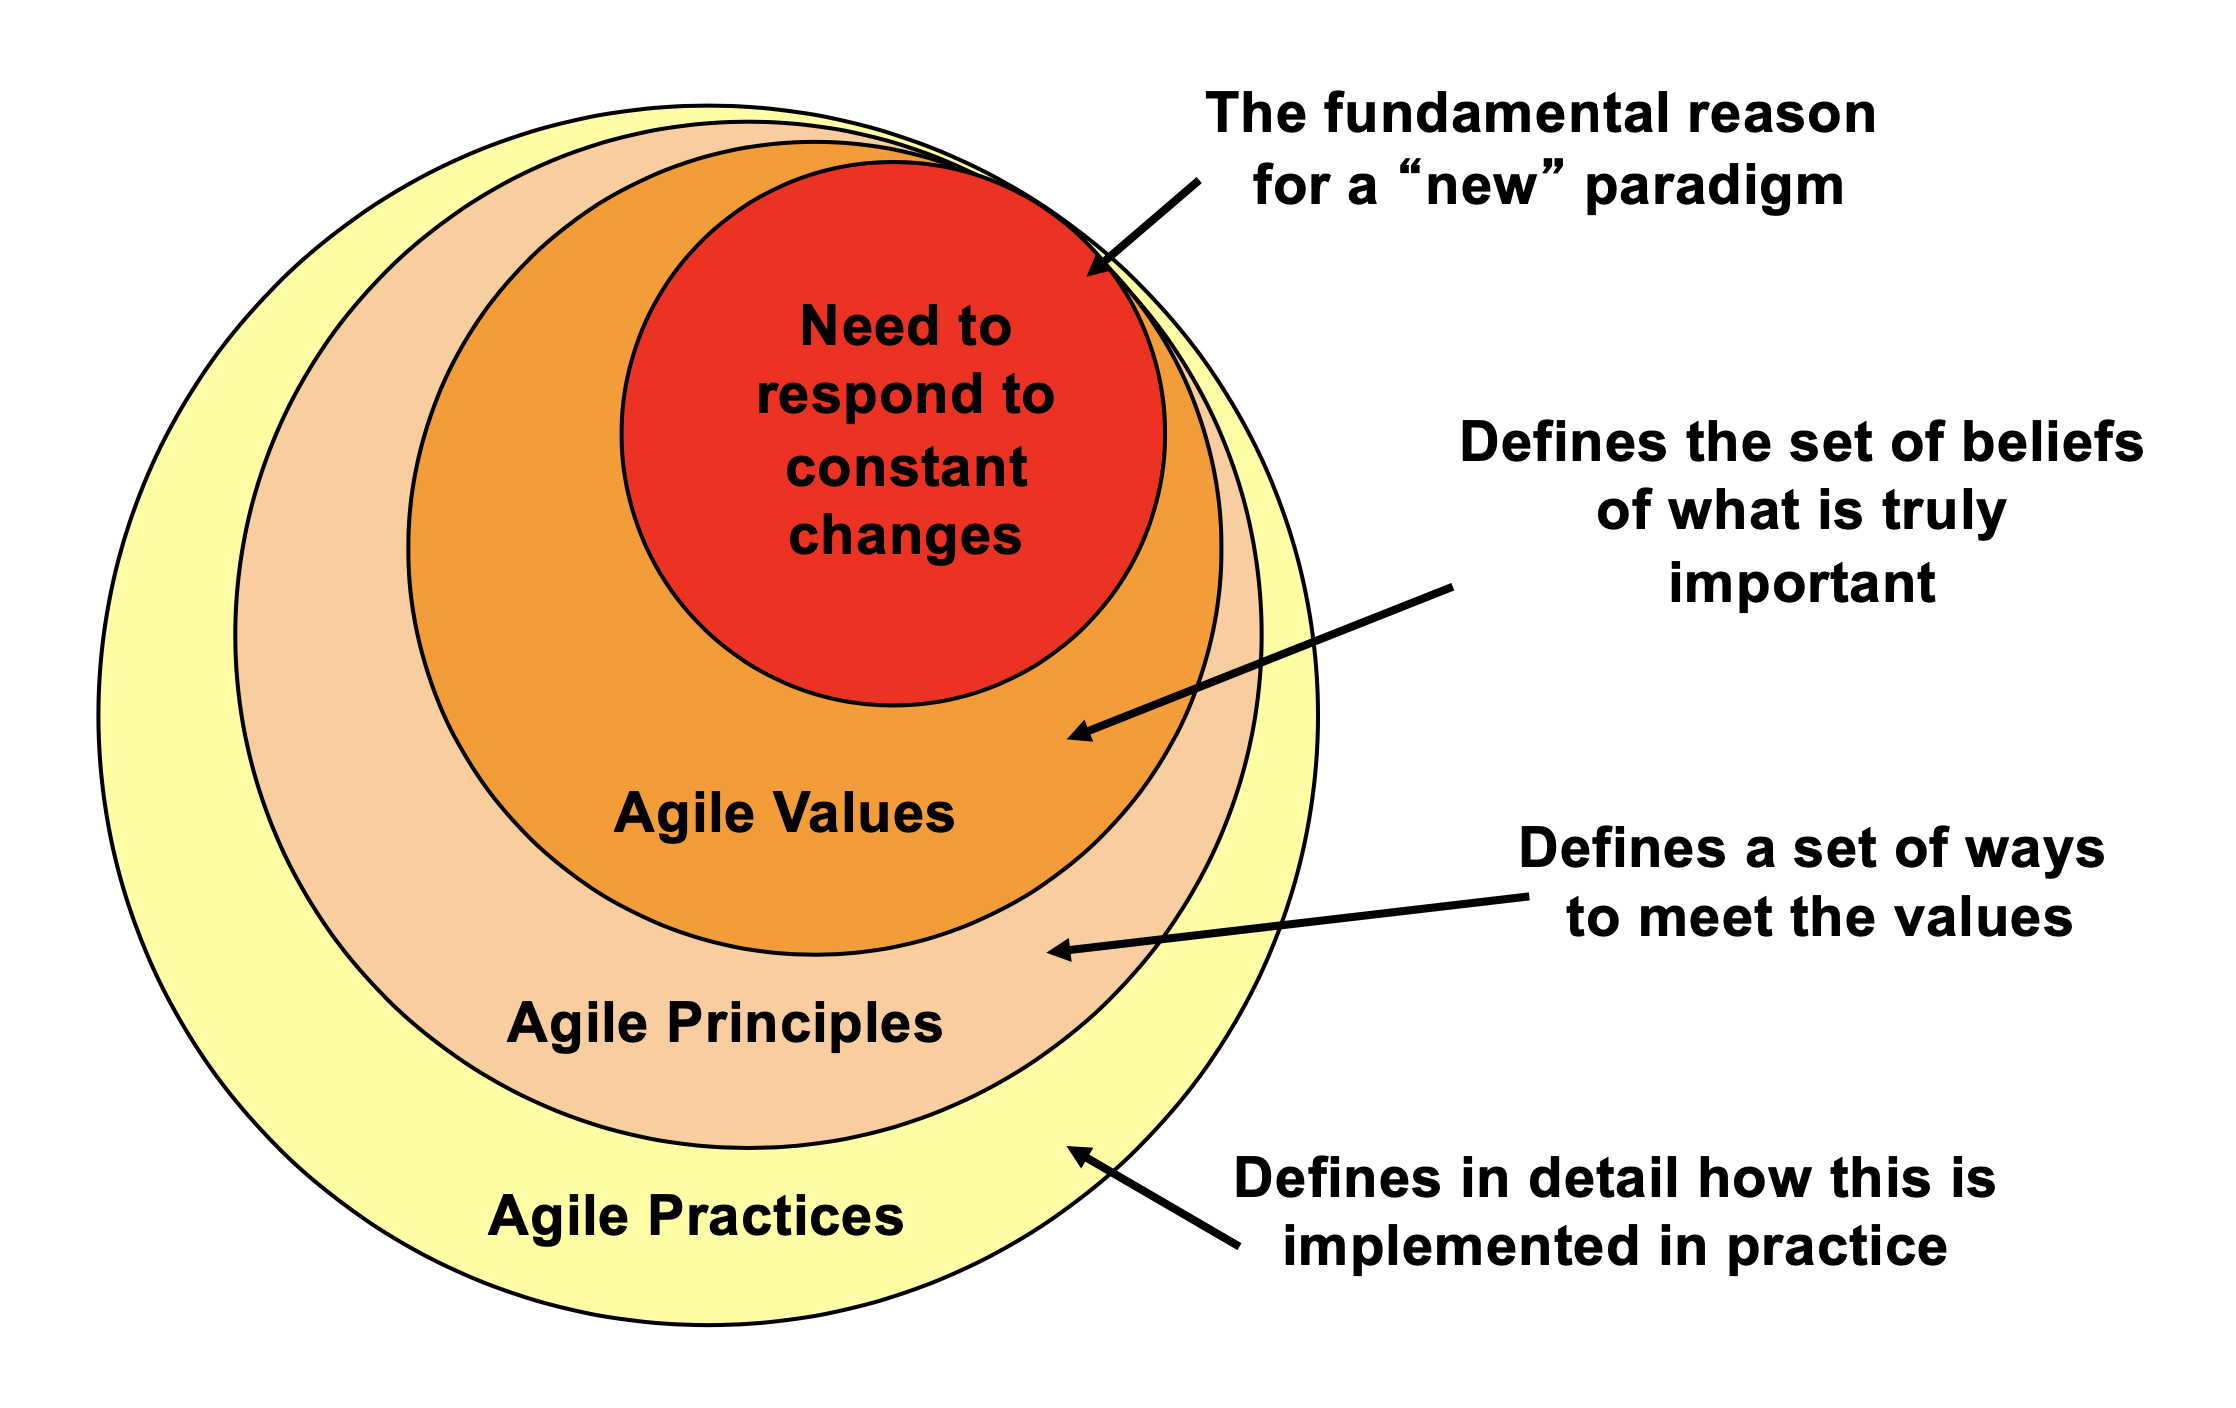 The fundamental reason
for a “new” paradigm
Need to
respond to
constant
changes
Defines the set of beliefs
of what is truly
important
Agile Values
Defines a set of ways
to meet the values
Agile Principles
Defines in detail how this is
implemented in practice
Agile Practices